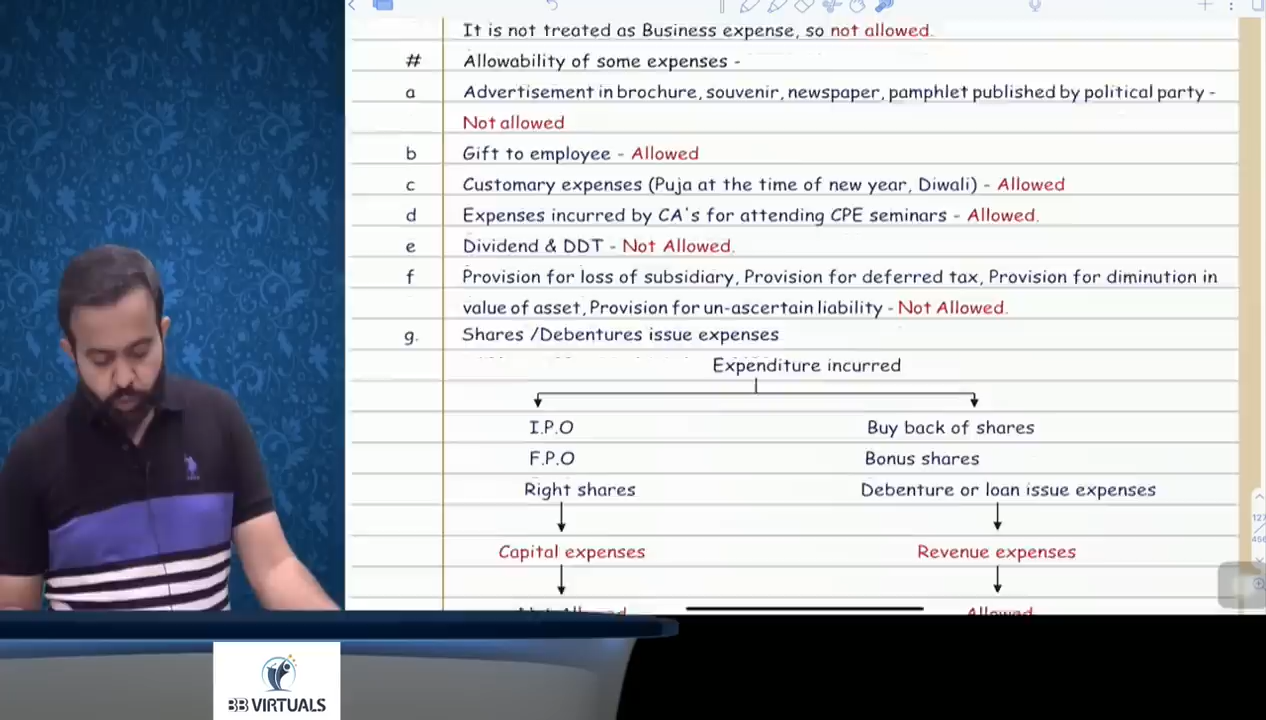 It is not treated as Business expense, so not allowed.
# Allowability of some expenses -
a Advertisement in brochure, souvenir, newspaper, pamphlet published by political party -
Not allowed
b Gift to employee - Allowed
c Customary expenses (Puja at the time of new year, Diwali) - Allowed
d Expenses incurred by CA's for attending CPE seminars - Allowed.
e Dividend & DDT - Not Allowed.
f Provision for loss of subsidiary, Provision for deferred tax, Provision for diminution in
value of asset, Provision for un-ascertain liability - Not Allowed.
g. Shares /Debentures issue expenses
Expenditure incurred
I.P.O Buy back of shares
F.P.O Bonus shares
Right shares Debenture or loan issue expenses
Capital expenses Revenue expenses
Not Allowed Allowed
BB VIRTUALS